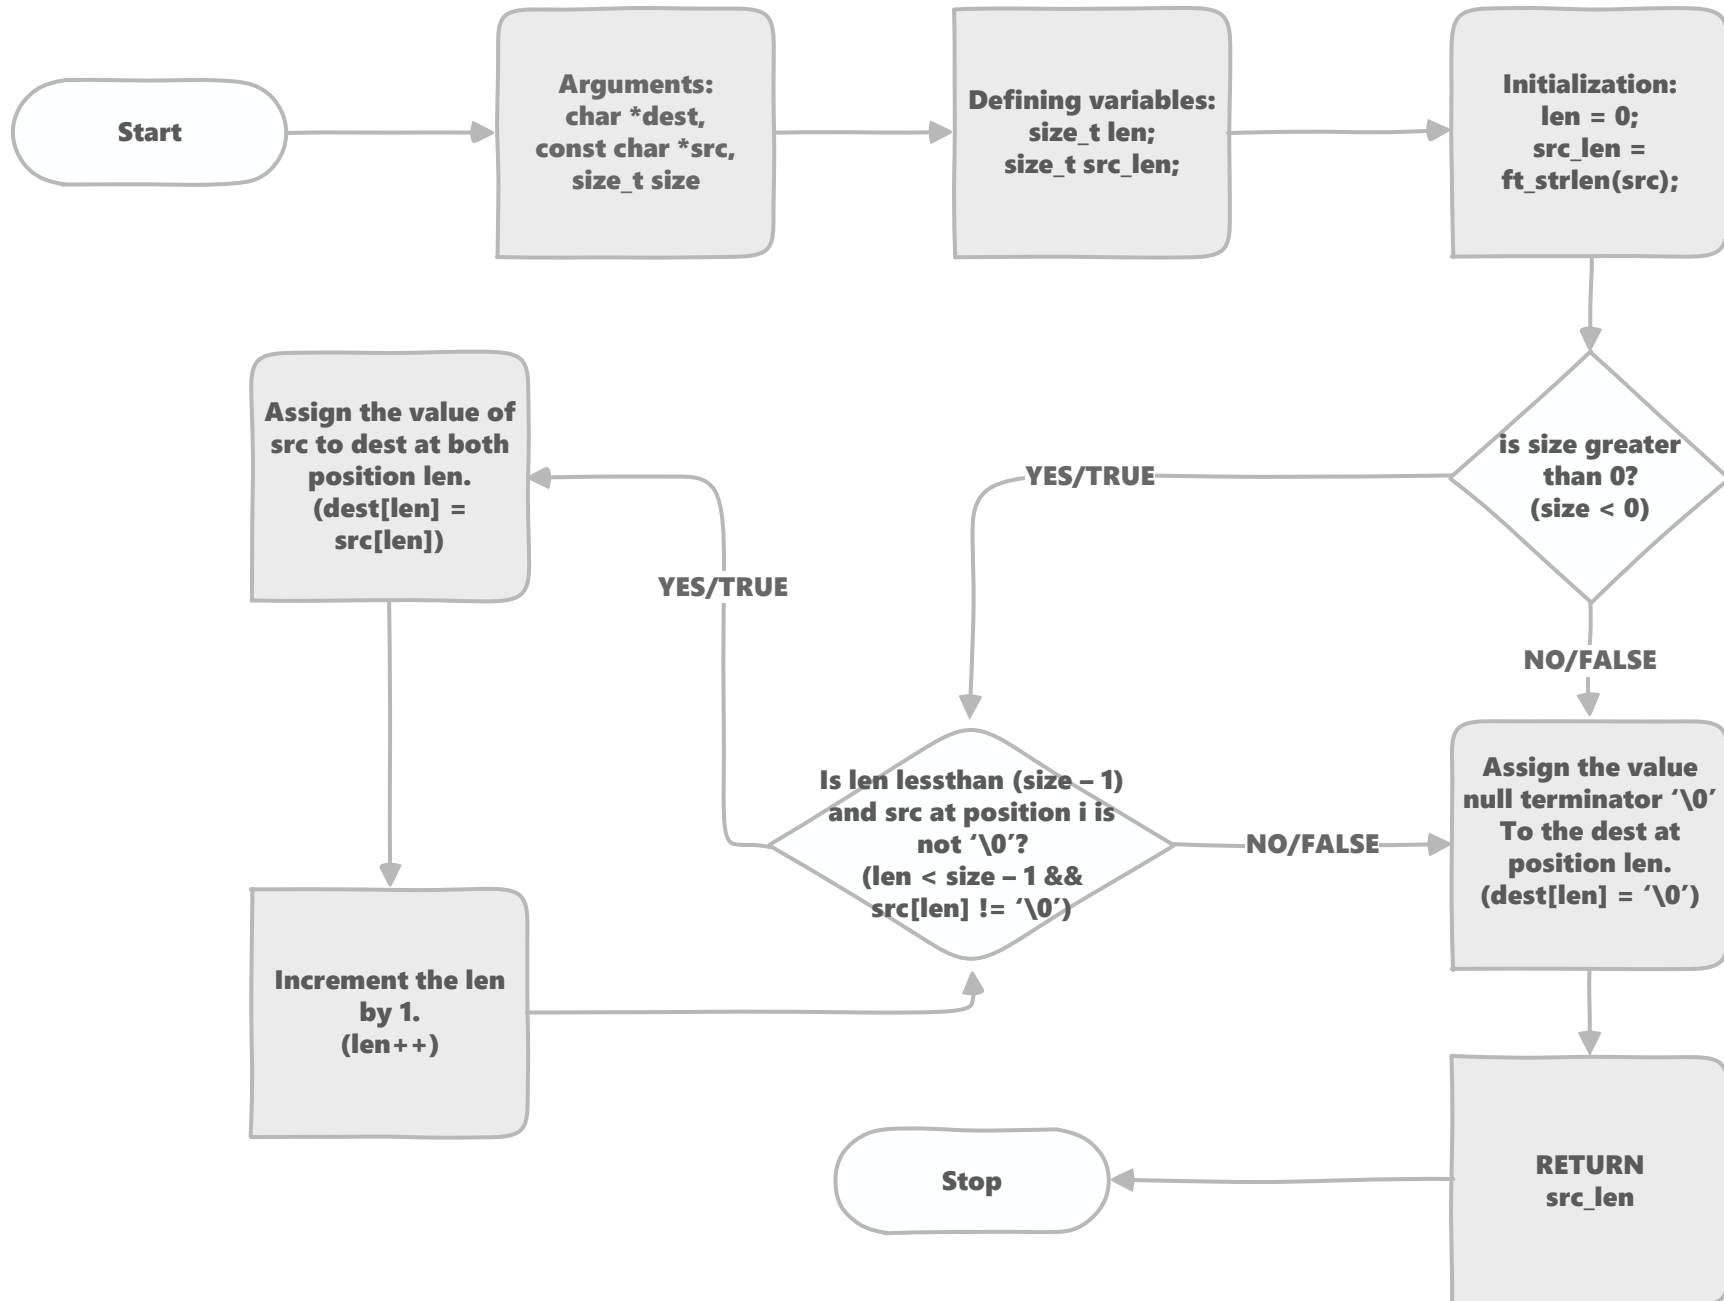 Start
Arguments:
char *dest,
const char *src,
size_t size
Defining variables:
size_t len;
size_t src_len;
Initialization:
len = 0;
src_len =
ft_strlen(src);
is size greater
than 0?
(size < 0)
YES/TRUE
NO/FALSE
Is len lessthan (size – 1)
and src at position i is
not ‘\0’?
(len < size – 1 &&
src[len] != ‘\0’)
YES/TRUE
NO/FALSE
Assign the value of
src to dest at both
position len.
(dest[len] =
src[len])
Increment the len
by 1.
(len++)
Assign the value
null terminator ‘\0’
To the dest at
position len.
(dest[len] = ‘\0’)
RETURN
src_len
Stop